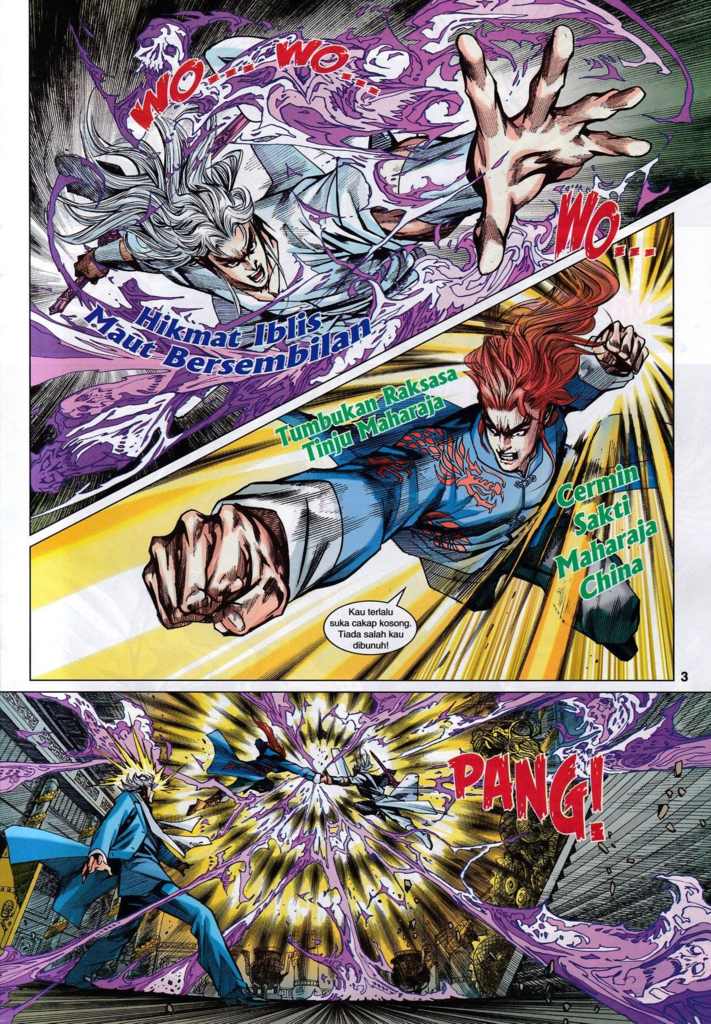 WO... WO...
WO...
Hikmat Iblis
Maut Bersembilan
Tumbukan Raksasa
Tinju Maharaja
Cermin
Sakti
Maharaja
China
Kau terlalu
suka cakap kosong.
Tiada salah kau
dibunuh!
3
PANG!